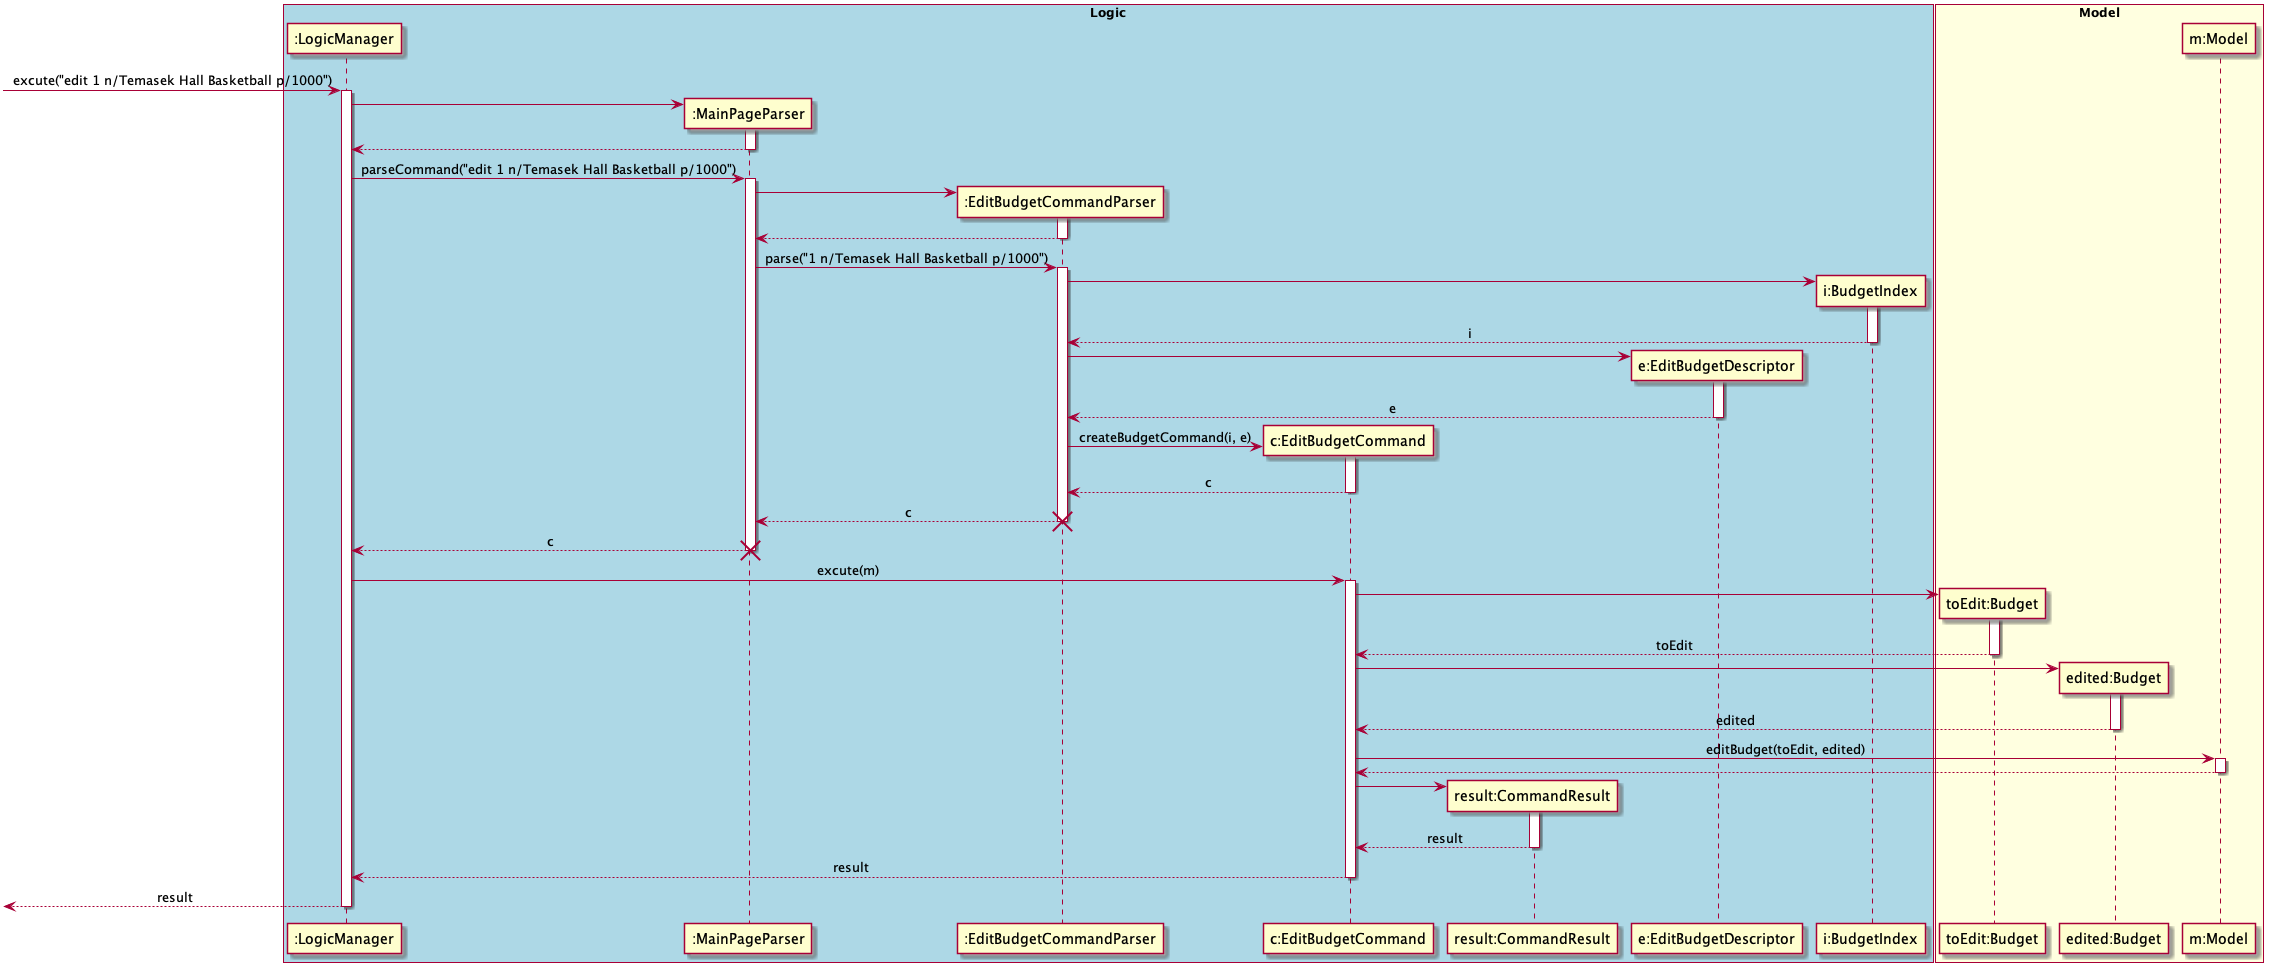 Logic
Model
:LogicManager
m:Model
excute("edit 1 n/Temasek Hall Basketball p/1000")
:MainPageParser
parseCommand("edit 1 n/Temasek Hall Basketball p/1000")
:EditBudgetCommandParser
parse("1 n/Temasek Hall Basketball p/1000")
i:BudgetIndex
i
e:EditBudgetDescriptor
e
createBudgetCommand(i, e)
c:EditBudgetCommand
c
c
c
excute(m)
toEdit:Budget
toEdit
edited:Budget
edited
editBudget(toEdit, edited)
result:CommandResult
result
result
result
:LogicManager
:MainPageParser
:EditBudgetCommandParser
c:EditBudgetCommand
result:CommandResult
e:EditBudgetDescriptor
i:BudgetIndex
toEdit:Budget
edited:Budget
m:Model